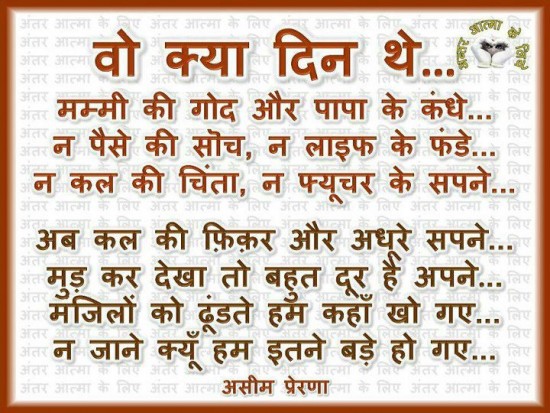 अंतर आत्मा के लिए
वो क्या दिन थे...
मम्मी की गोद और पापा के कंधे...
न पैसे की सोच, न लाइफ के फंडे...
न कल की चिंता, न फ्यूचर के सपने...
अब कल की फ़िक़र और अधूरे सपने...
मुड़ कर देखा तो बहुत दूर है अपने...
मंजिलों को ढूंडते हम कहाँ खो गए...
न जाने क्यूँ हम इतने बड़े हो गए...
असीम प्रेरणा